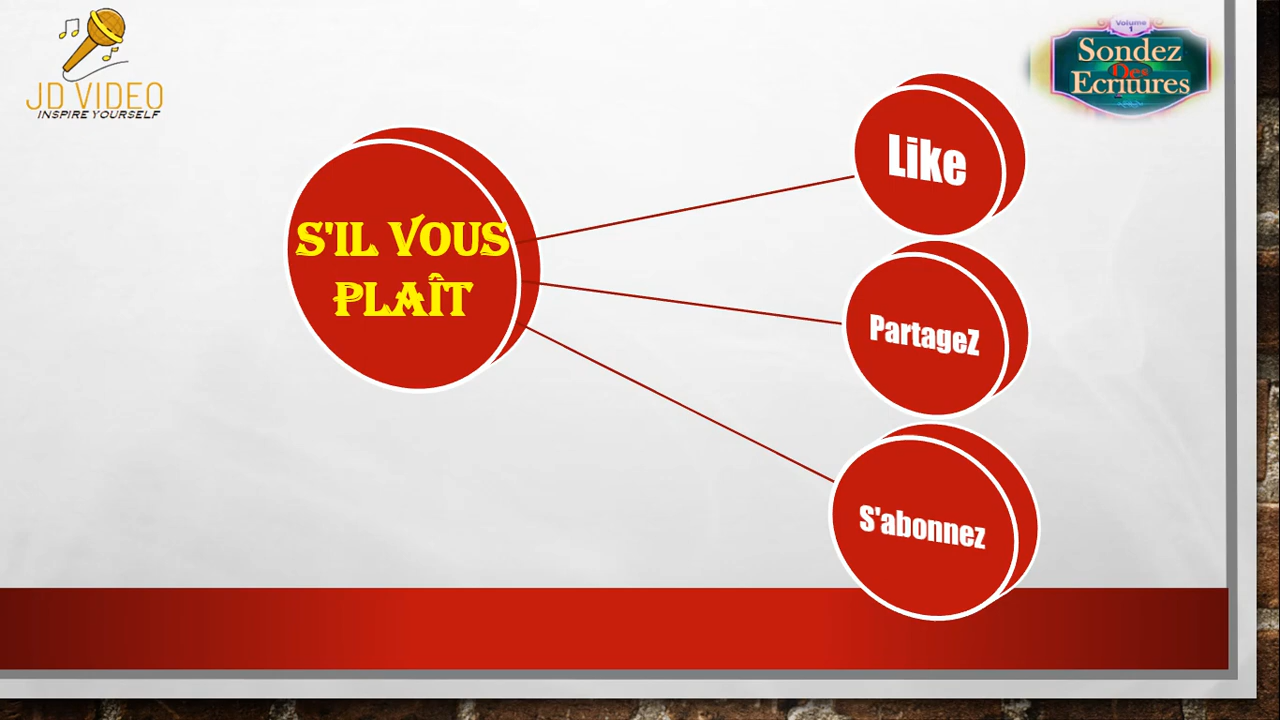 JD VIDEO
INSPIRE YOURSELF
Volume
1
Sondez
Des
Ecritures
S'IL VOUS
PLAÎT
Like
PartageZ
S'abonnez